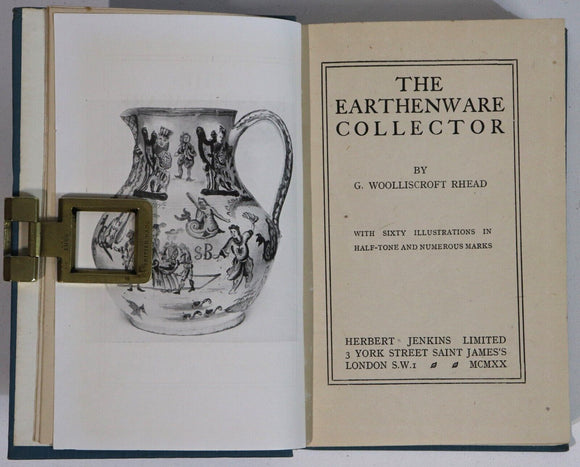 S.B.
THE
EARTHENWARE
COLLECTOR
BY
G. WOOLLISCROFT RHEAD
WITH SIXTY ILLUSTRATIONS IN
HALF-TONE AND NUMEROUS MARKS
HERBERT JENKINS LIMITED
3 YORK STREET SAINT JAMES'S
LONDON S.W.1 MCMXX